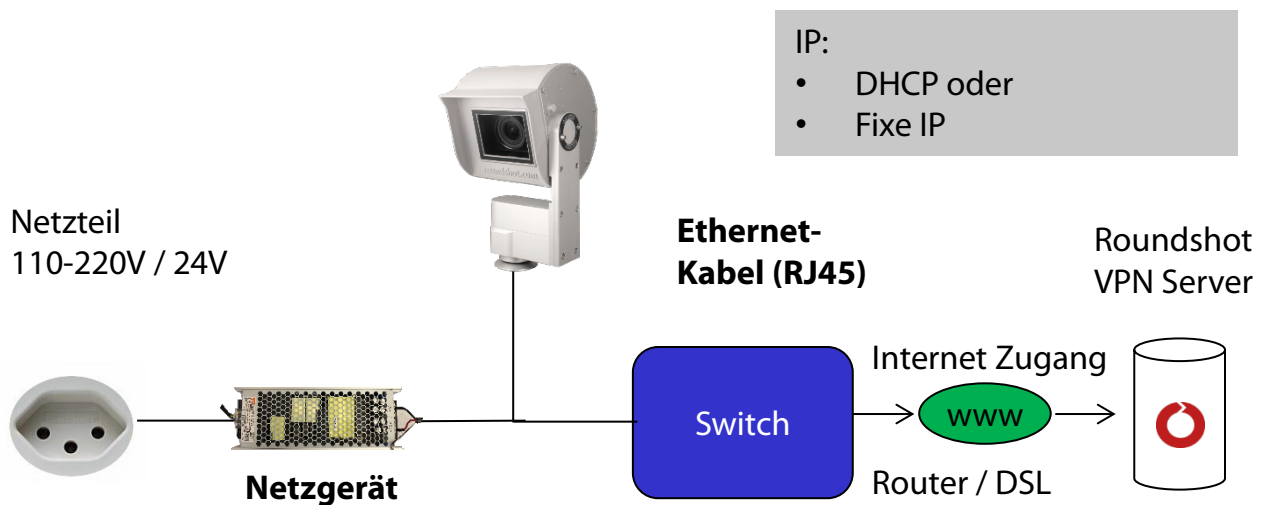 IP:
• DHCP oder
• Fixe IP
Netzteil
110-220V / 24V
Ethernet-
Kabel (RJ45)
Roundshot
VPN Server
Internet Zugang
Switch
www
Router / DSL
Netzgerät